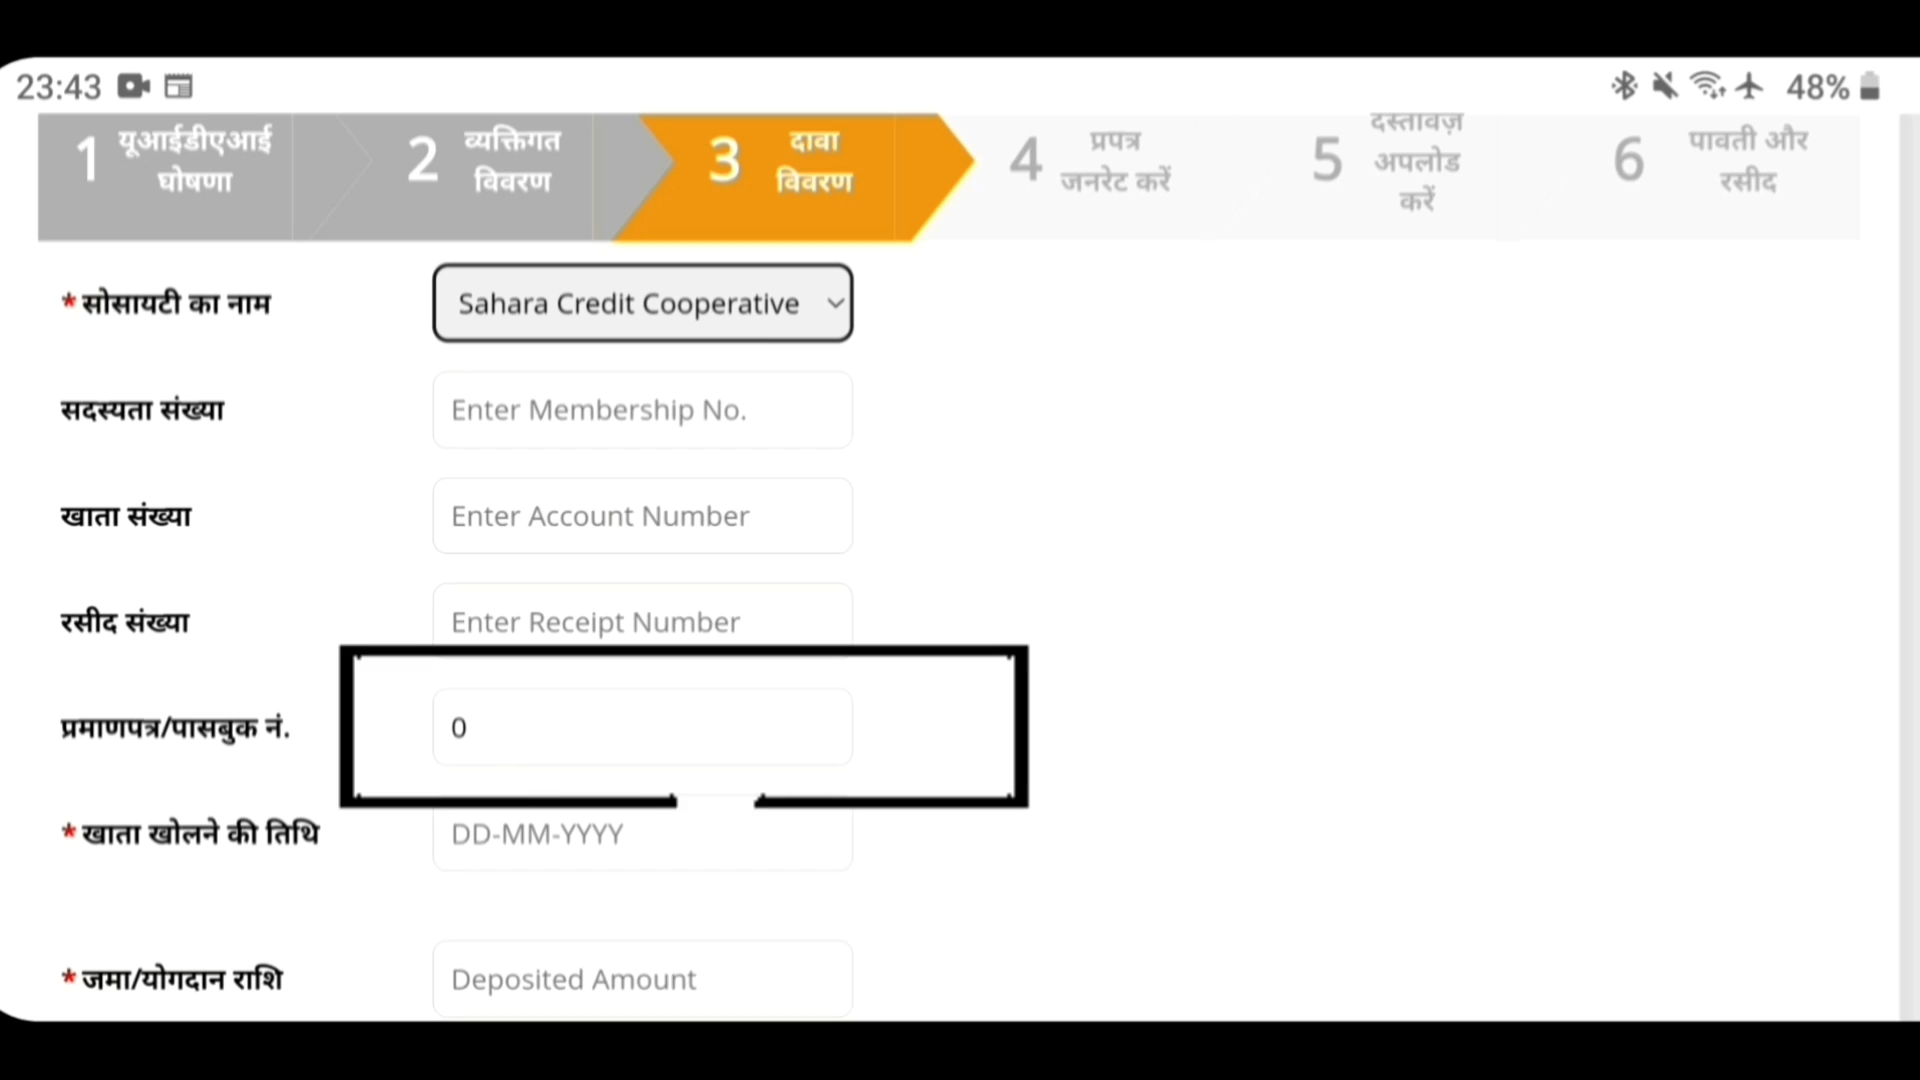 23:43
48%
1 यूआईडीएआई घोषणा
2 व्यक्तिगत विवरण
3 दावा विवरण
4 प्रपत्र जनरेट करें
5 दस्तावेज़ अपलोड करें
6 पावती और रसीद
* सोसायटी का नाम
Sahara Credit Cooperative
सदस्यता संख्या
Enter Membership No.
खाता संख्या
Enter Account Number
रसीद संख्या
Enter Receipt Number
प्रमाणपत्र/पासबुक नं.
0
* खाता खोलने की तिथि
DD-MM-YYYY
* जमा/योगदान राशि
Deposited Amount